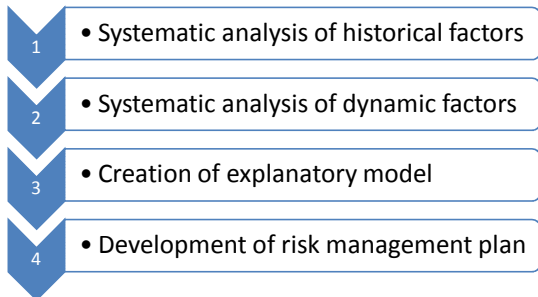 1
• Systematic analysis of historical factors
2
• Systematic analysis of dynamic factors
3
• Creation of explanatory model
4
• Development of risk management plan